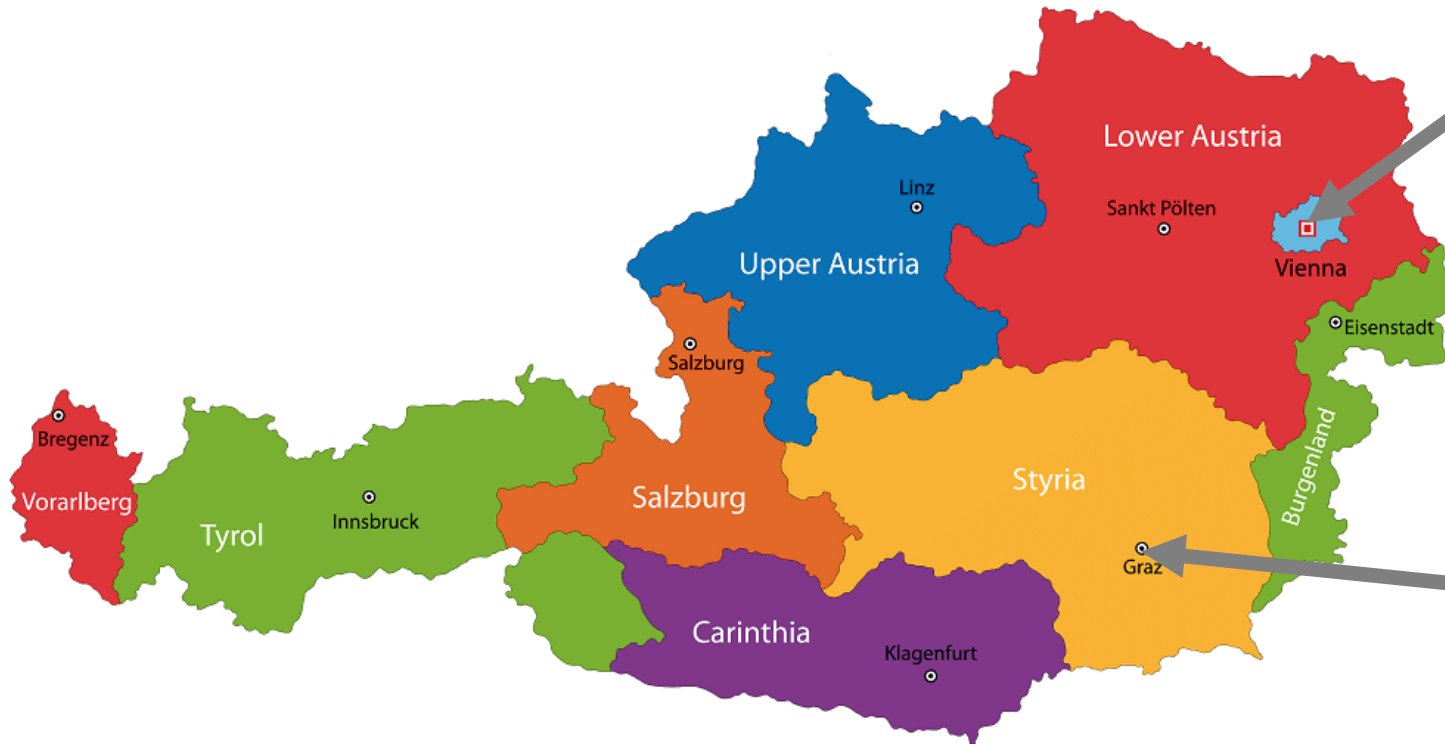 Lower Austria
Linz
Sankt Pölten
Upper Austria
Vienna
Eisenstadt
Salzburg
Bregenz
Burgenland
Styria
Vorarlberg
Salzburg
Innsbruck
Tyrol
Graz
Carinthia
Klagenfurt